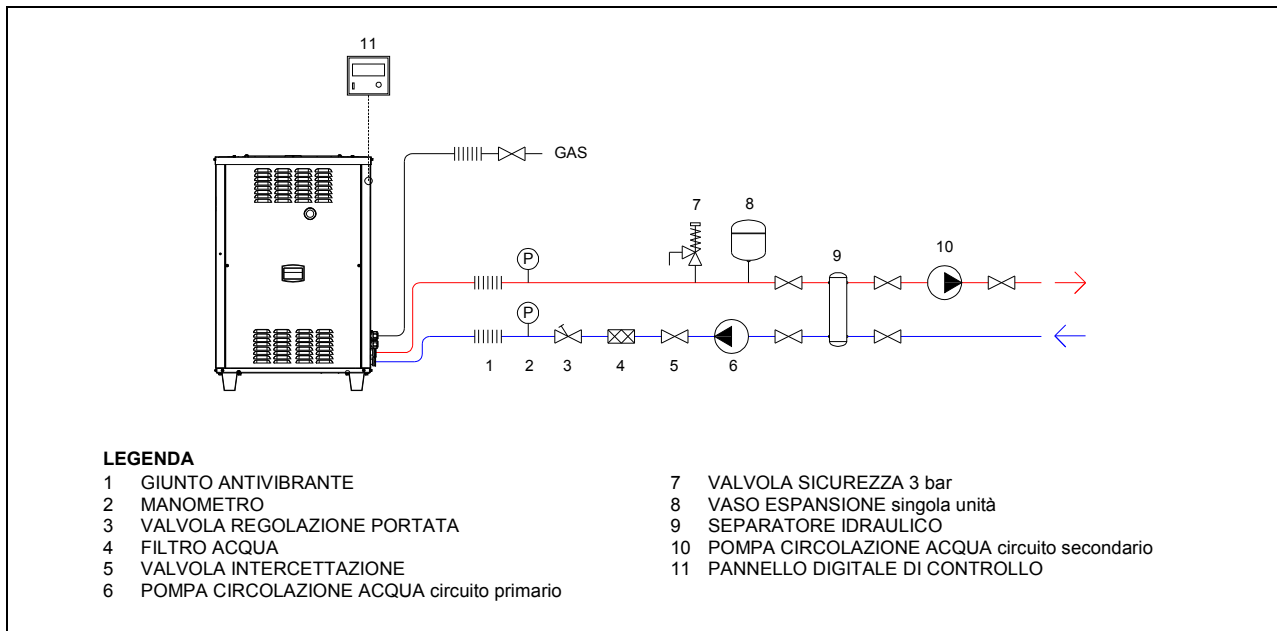 11
GAS
7
8
9
10
P
P
1
2
3
4
5
6
LEGENDA
1 GIUNTO ANTIVIBRANTE
2 MANOMETRO
3 VALVOLA REGOLAZIONE PORTATA
4 FILTRO ACQUA
5 VALVOLA INTERCETTAZIONE
6 POMPA CIRCOLAZIONE ACQUA circuito primario
7 VALVOLA SICUREZZA 3 bar
8 VASO ESPANSIONE singola unità
9 SEPARATORE IDRAULICO
10 POMPA CIRCOLAZIONE ACQUA circuito secondario
11 PANNELLO DIGITALE DI CONTROLLO